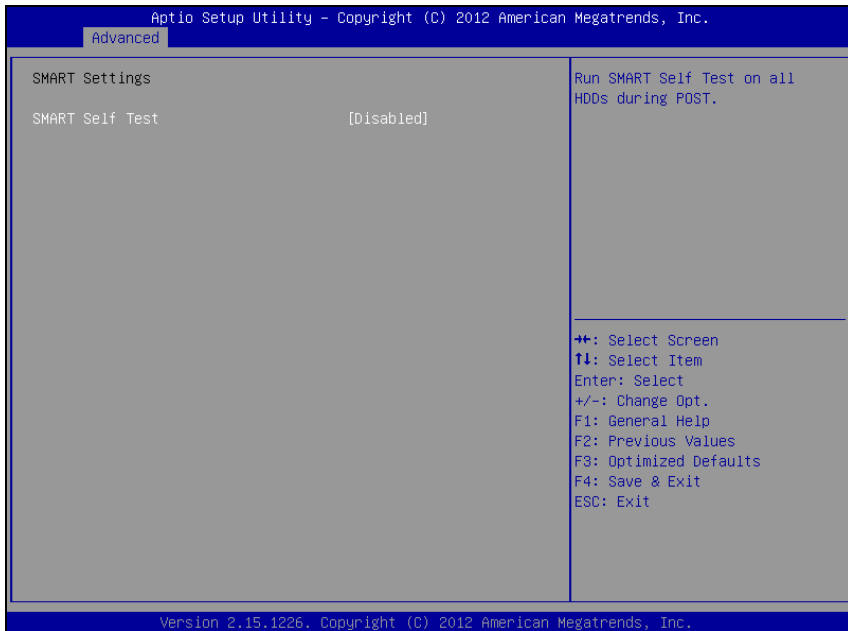 Aptio Setup Utility – Copyright (C) 2012 American Megatrends, Inc.
Advanced
SMART Settings
SMART Self Test [Disabled]
Run SMART Self Test on all
HDDs during POST.
→←: Select Screen
↑↓: Select Item
Enter: Select
+/-: Change Opt.
F1: General Help
F2: Previous Values
F3: Optimized Defaults
F4: Save & Exit
ESC: Exit
Version 2.15.1226. Copyright (C) 2012 American Megatrends, Inc.